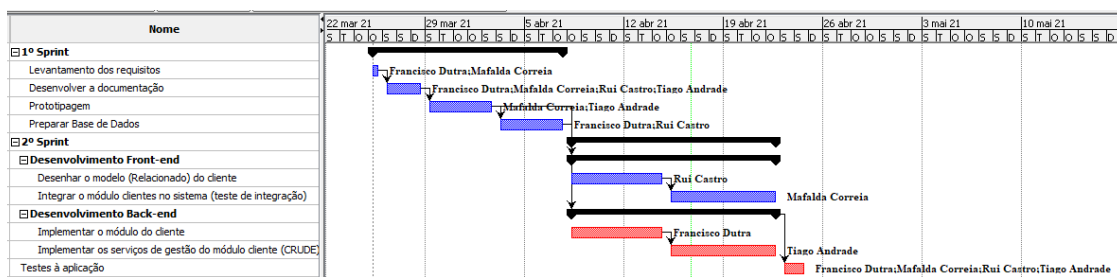 Nome
22 mar 21 29 mar 21 5 abr 21 12 abr 21 19 abr 21 26 abr 21 3 mai 21 10 mai 21
S T Q Q S S D S T Q Q S S D S T Q Q S S D S T Q Q S S D S T Q Q S S D S T Q Q S S D S T Q Q S S D S T Q Q S S D
1º Sprint
Levantamento dos requisitos Francisco Dutra;Mafalda Correia
Desenvolver a documentação Francisco Dutra;Mafalda Correia;Rui Castro;Tiago Andrade
Prototipagem Mafalda Correia;Tiago Andrade
Preparar Base de Dados Francisco Dutra;Rui Castro
2º Sprint
Desenvolvimento Front-end
Desenhar o modelo (Relacionado) do cliente Rui Castro
Integrar o módulo clientes no sistema (teste de integração) Mafalda Correia
Desenvolvimento Back-end
Implementar o módulo do cliente Francisco Dutra
Implementar os serviços de gestão do módulo cliente (CRUDE) Tiago Andrade
Testes à aplicação Francisco Dutra;Mafalda Correia;Rui Castro;Tiago Andrade